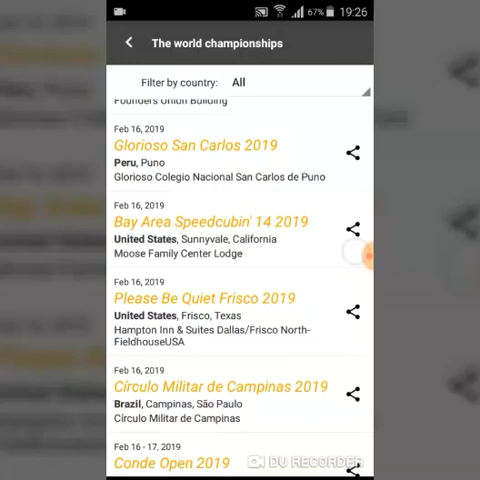 67% 19:26
The world championships
Filter by country: All
Founders Union Building
Feb 16, 2019
Glorioso San Carlos 2019
Peru, Puno
Glorioso Colegio Nacional San Carlos de Puno
Feb 16, 2019
Bay Area Speedcubin' 14 2019
United States, Sunnyvale, California
Moose Family Center Lodge
Feb 16, 2019
Please Be Quiet Frisco 2019
United States, Frisco, Texas
Hampton Inn & Suites Dallas/Frisco North-
FieldhouseUSA
Feb 16, 2019
Círculo Militar de Campinas 2019
Brazil, Campinas, São Paulo
Círculo Militar de Campinas
Feb 16 - 17, 2019
Conde Open 2019
DU RECORDER